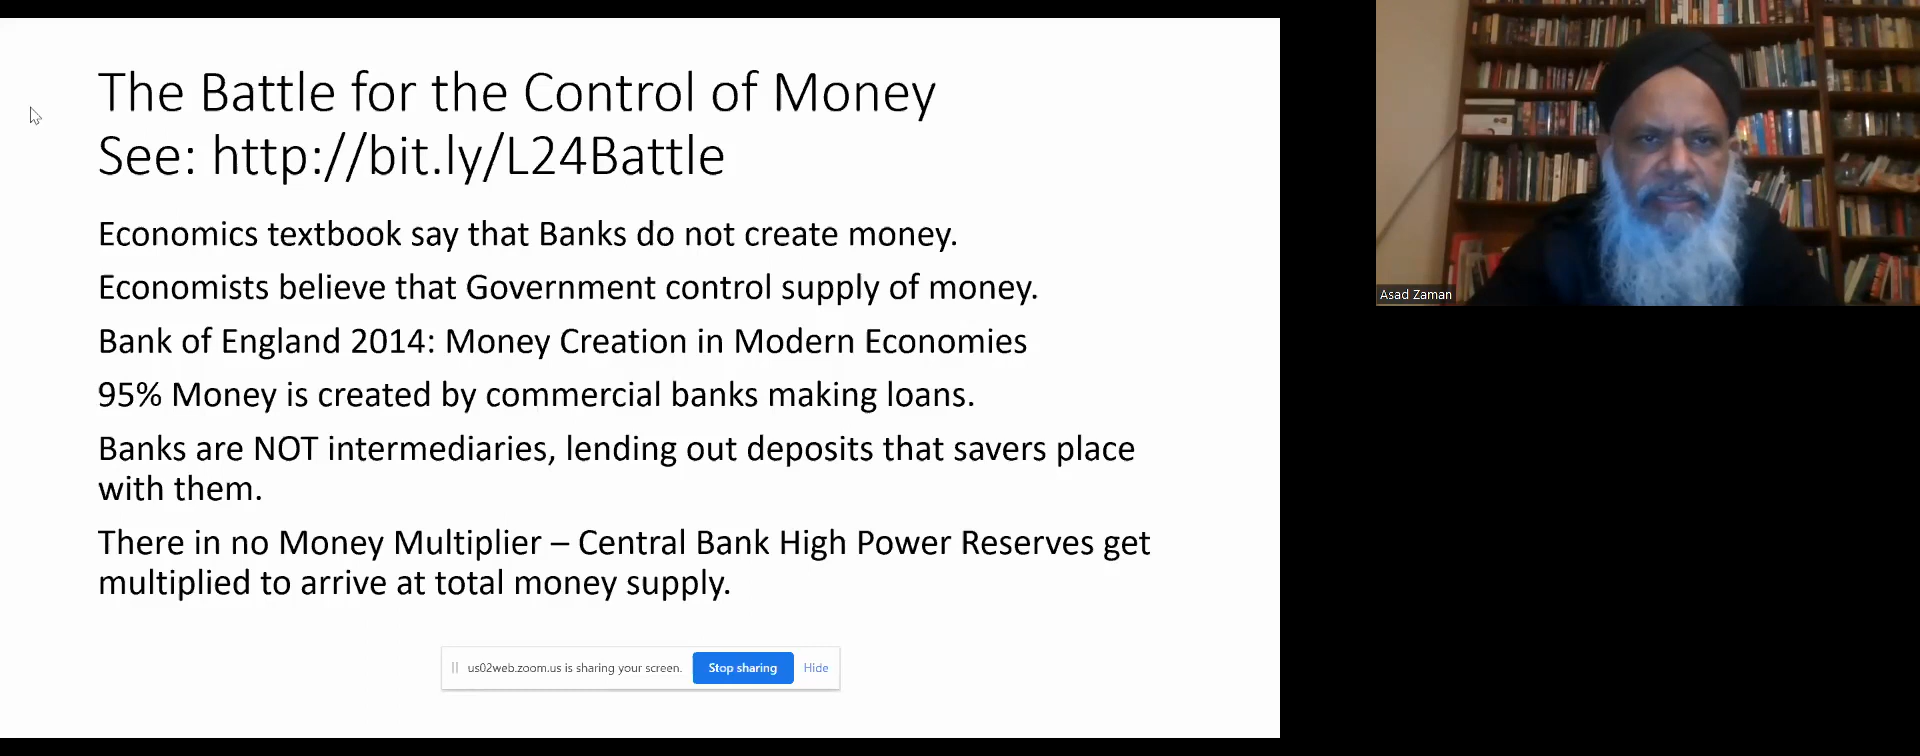 The Battle for the Control of Money
See: http://bit.ly/L24Battle
Economics textbook say that Banks do not create money.
Economists believe that Government control supply of money.
Bank of England 2014: Money Creation in Modern Economies
95% Money is created by commercial banks making loans.
Banks are NOT intermediaries, lending out deposits that savers place
with them.
There in no Money Multiplier – Central Bank High Power Reserves get
multiplied to arrive at total money supply.
us02web.zoom.us is sharing your screen. Stop sharing Hide
Asad Zaman